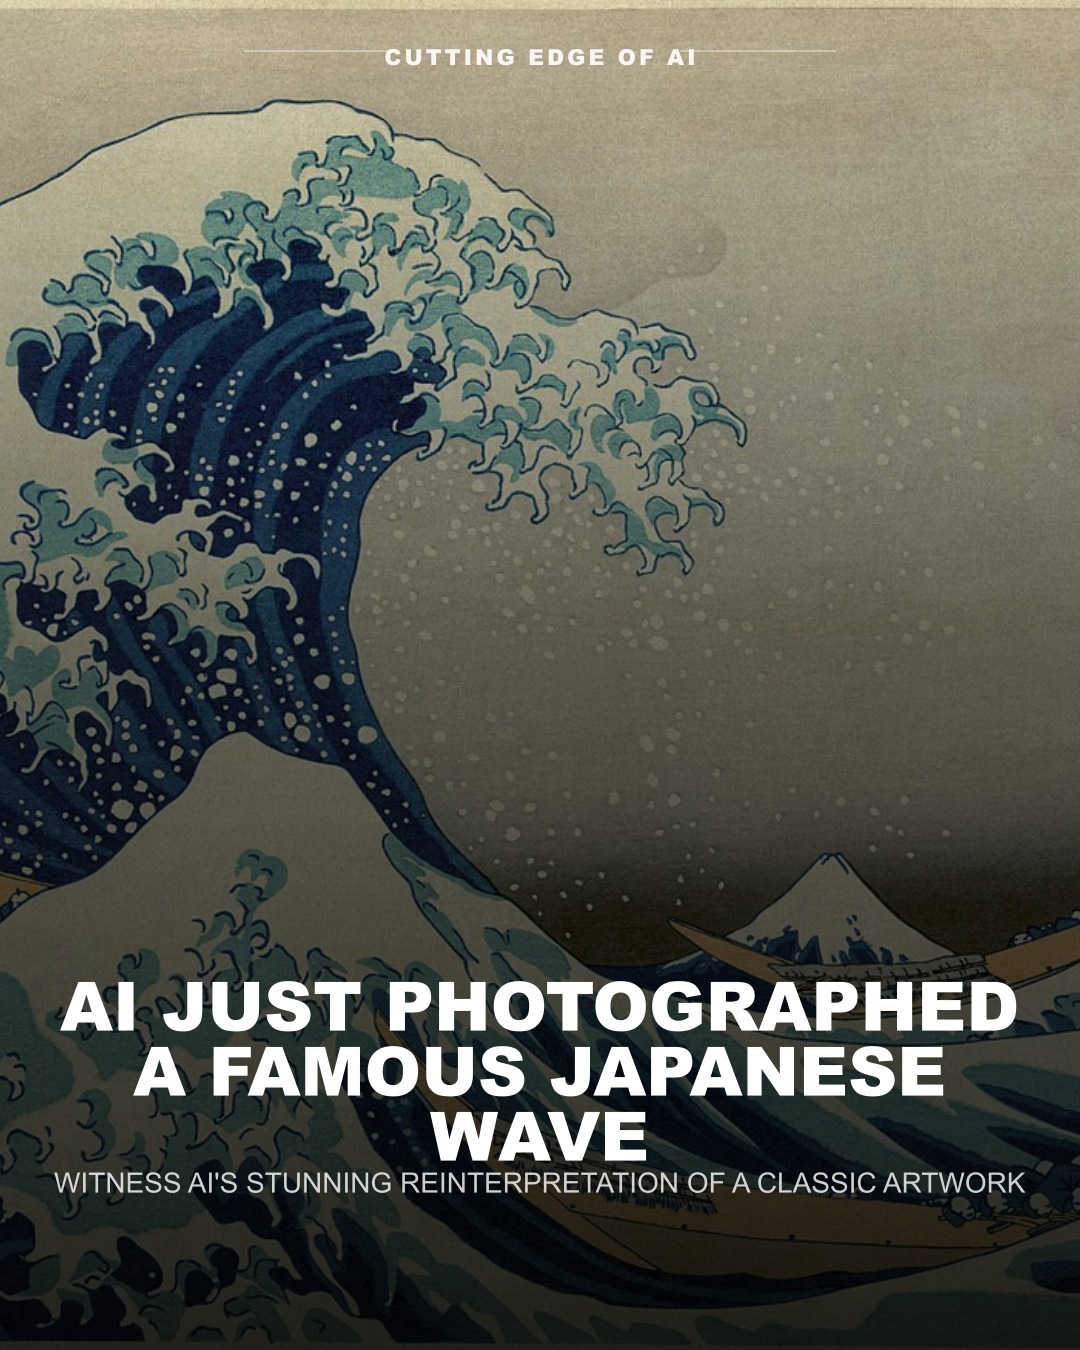 CUTTING EDGE OF AI
AI JUST PHOTOGRAPHED
A FAMOUS JAPANESE
WAVE
WITNESS AI'S STUNNING REINTERPRETATION OF A CLASSIC ARTWORK